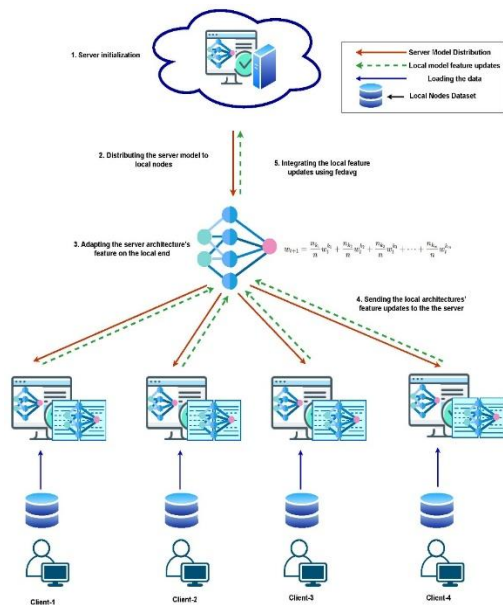 1. Server initialization
Server Model Distribution
Local model feature updates
Loading the data
Local Nodes Dataset
2. Distributing the server model to
local nodes
5. Integrating the local feature
updates using fedavg
3. Adapting the server architecture's
feature on the local end
4. Sending the local architectures'
feature updates to the the server
Client-1
Client-2
Client-3
Client-4